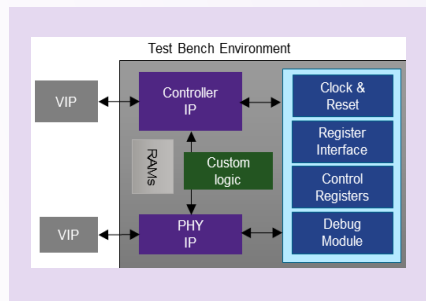 Test Bench Environment
VIP
Controller
IP
Clock &
Reset
Register
Interface
RAMs
Custom
logic
Control
Registers
VIP
PHY
IP
Debug
Module